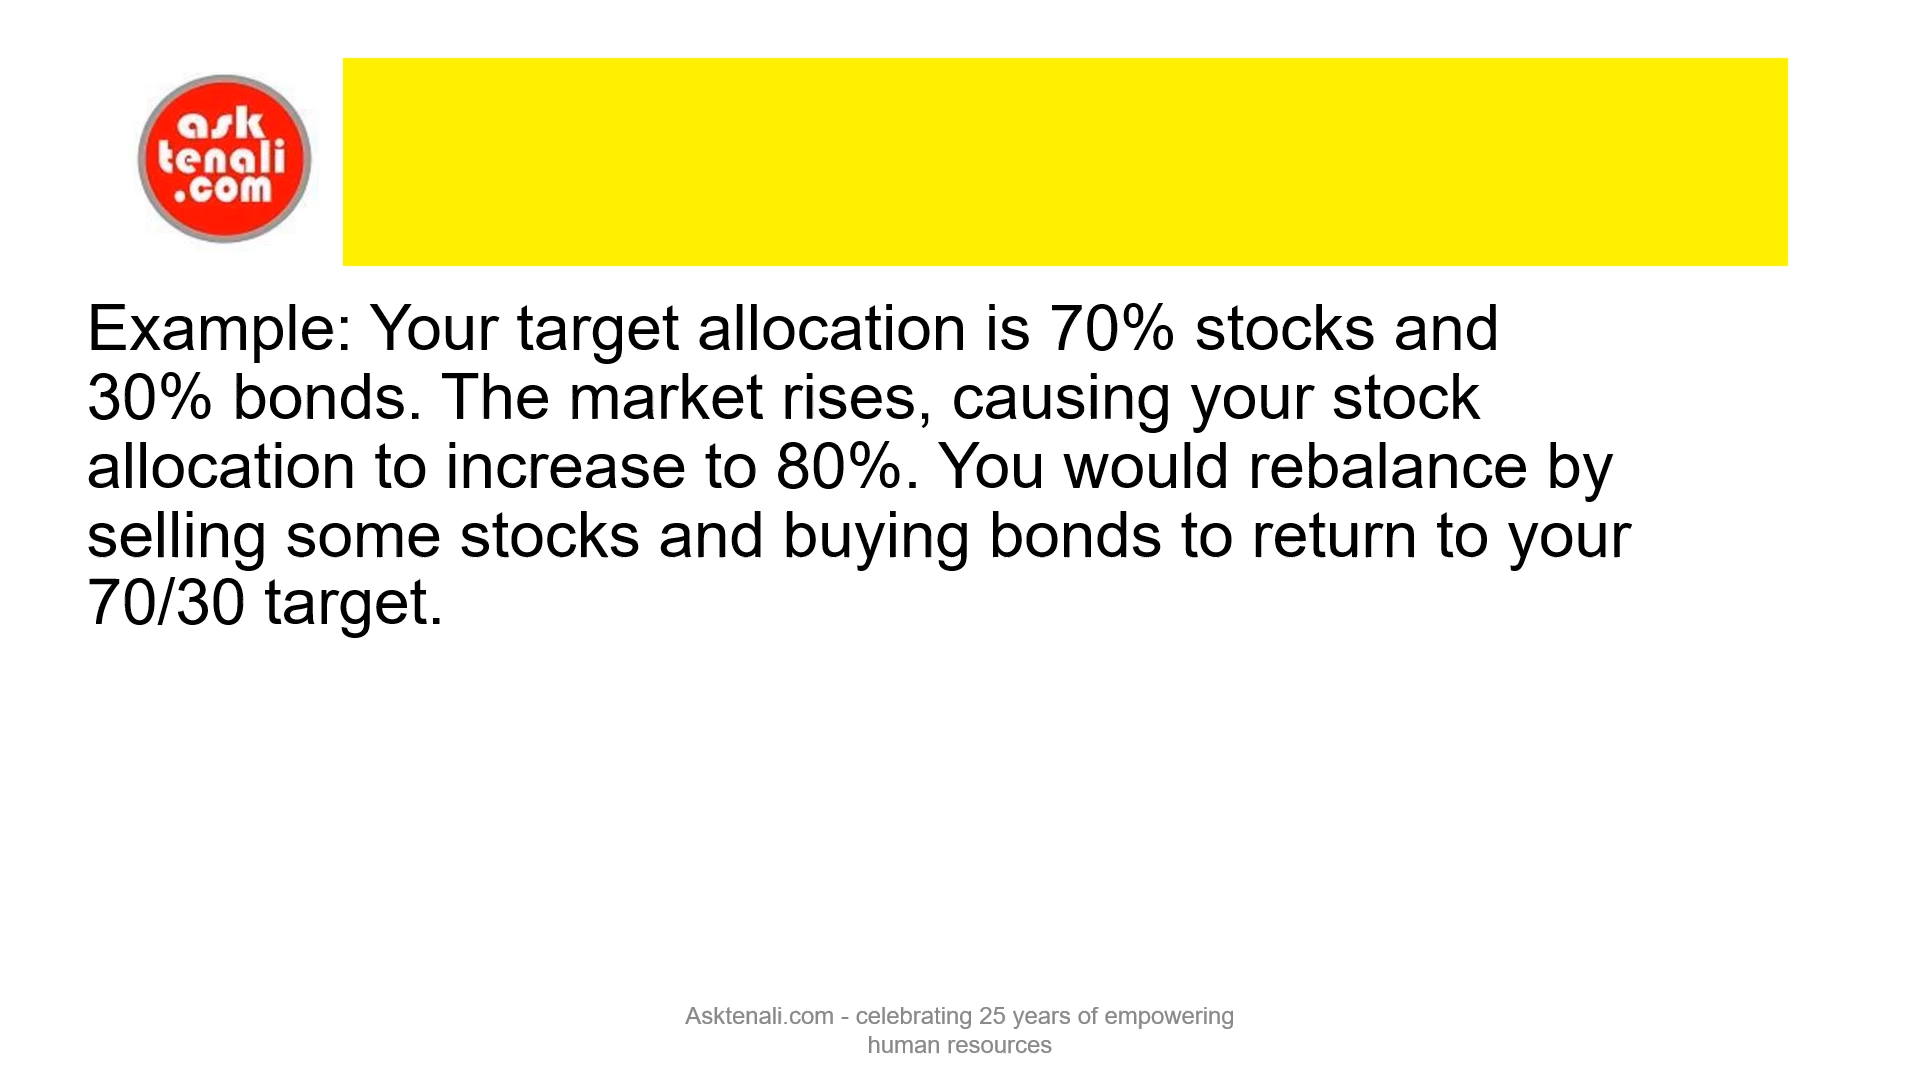 ask
tenali
.com
Example: Your target allocation is 70% stocks and
30% bonds. The market rises, causing your stock
allocation to increase to 80%. You would rebalance by
selling some stocks and buying bonds to return to your
70/30 target.
Asktenali.com - celebrating 25 years of empowering
human resources